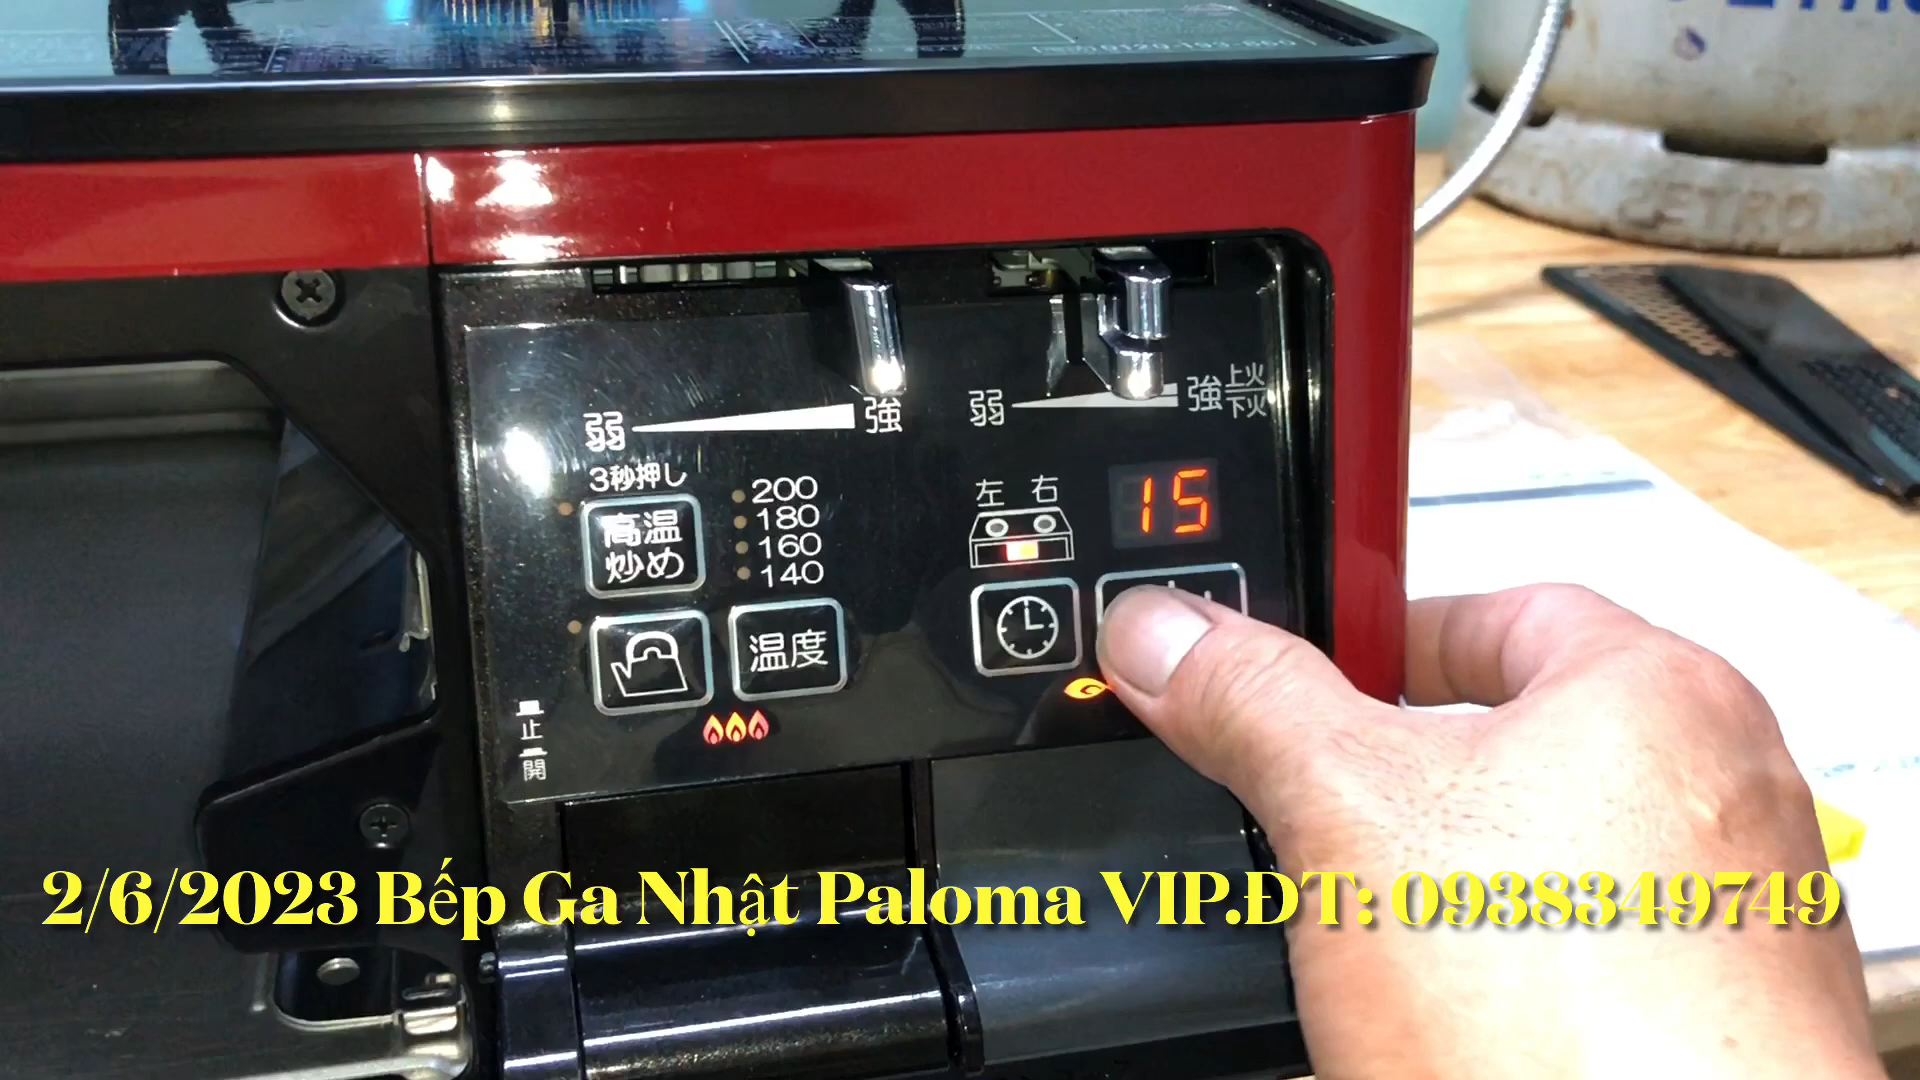 PETRO
弱
強
弱
強
上火
下火
3秒押し
高温
炒め
200
180
160
140
温度
左 右
15
止
開
2/6/2023 Bếp Ga Nhật Paloma VIP.ĐT: 0938349749